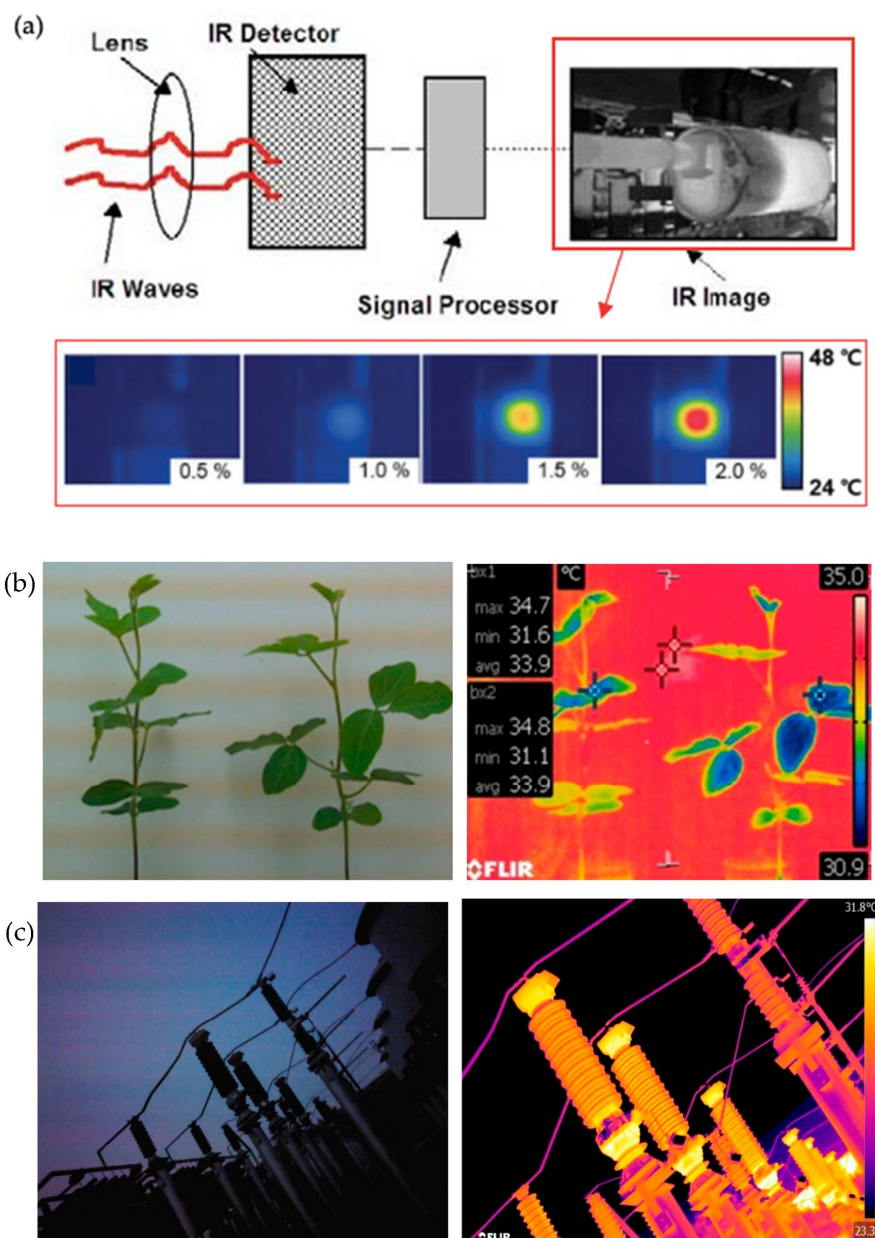 (a)
Lens
IR Detector
IR Waves
Signal Processor
IR Image
0.5 %
1.0 %
1.5 %
2.0 %
48 ℃
24 ℃
(b)
bx1
max 34.7
min 31.6
avg 33.9
bx2
max 34.8
min 31.1
avg 33.9
°C
35.0
30.9
FLIR
(c)
31.8°C
23.3
FLIR